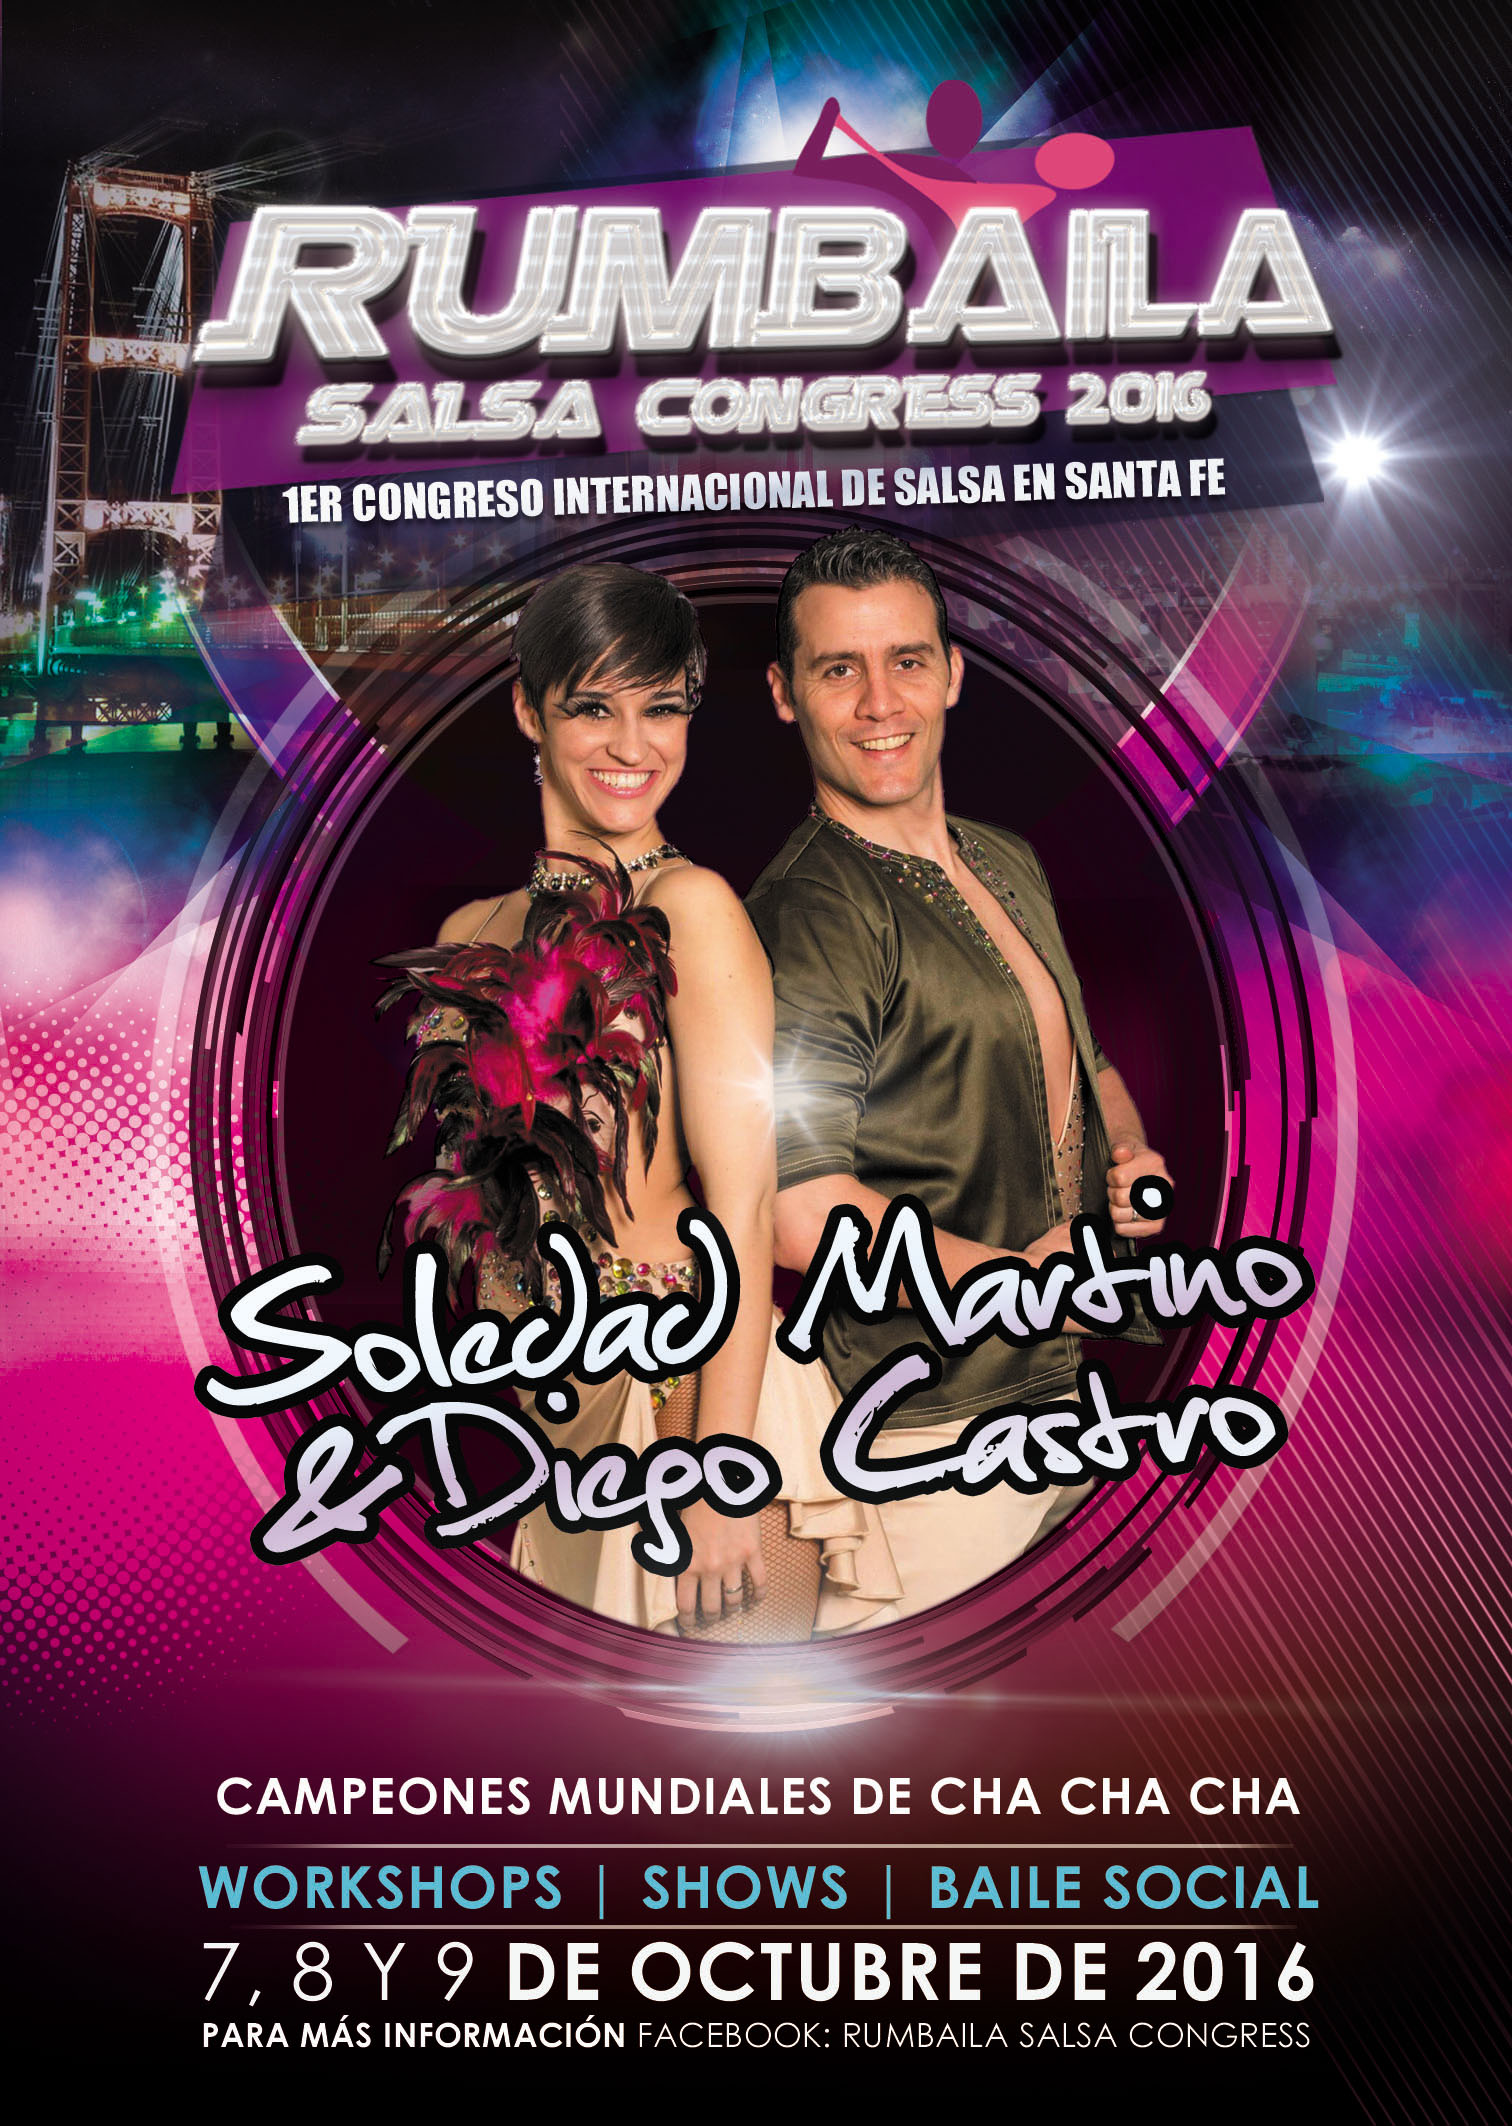 RUMBAILA
SALSA CONGRESS 2016
1ER CONGRESO INTERNACIONAL DE SALSA EN SANTA FE
Soledad Martino
& Diego Castro
CAMPEONES MUNDIALES DE CHA CHA CHA
WORKSHOPS | SHOWS | BAILE SOCIAL
7, 8 Y 9 DE OCTUBRE DE 2016
PARA MÁS INFORMACIÓN FACEBOOK: RUMBAILA SALSA CONGRESS